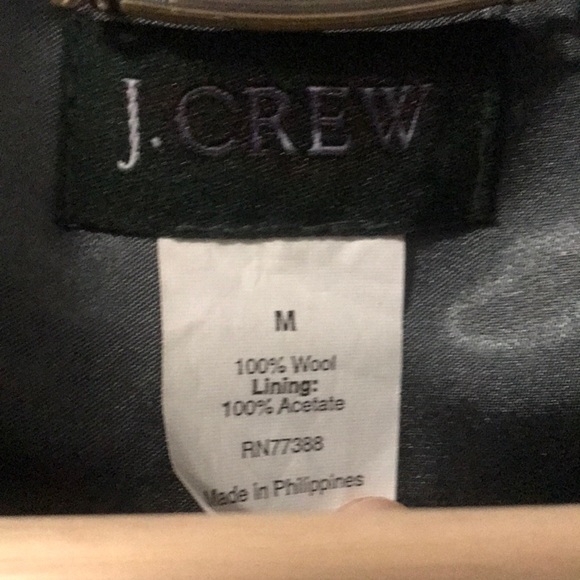 J.CREW
M
100% Wool
Lining:
100% Acetate
RN77388
Made in Philippines